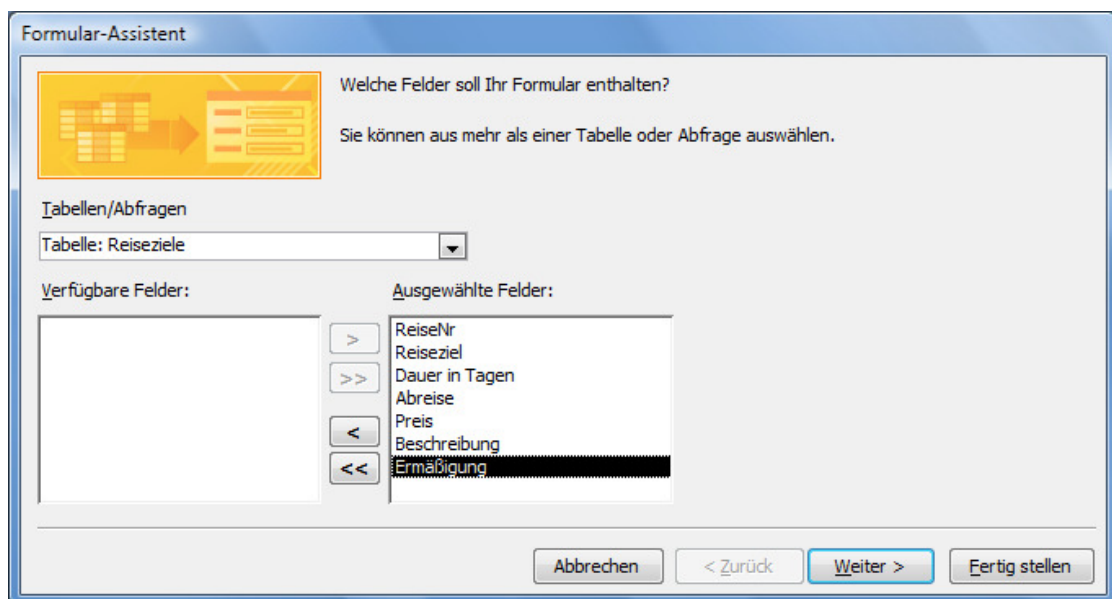 Formular-Assistent
Welche Felder soll Ihr Formular enthalten?
Sie können aus mehr als einer Tabelle oder Abfrage auswählen.
Tabellen/Abfragen
Tabelle: Reiseziele
Verfügbare Felder:
Ausgewählte Felder:
>
>>
<
<<
ReiseNr
Reiseziel
Dauer in Tagen
Abreise
Preis
Beschreibung
Ermäßigung
Abbrechen
< Zurück
Weiter >
Fertig stellen